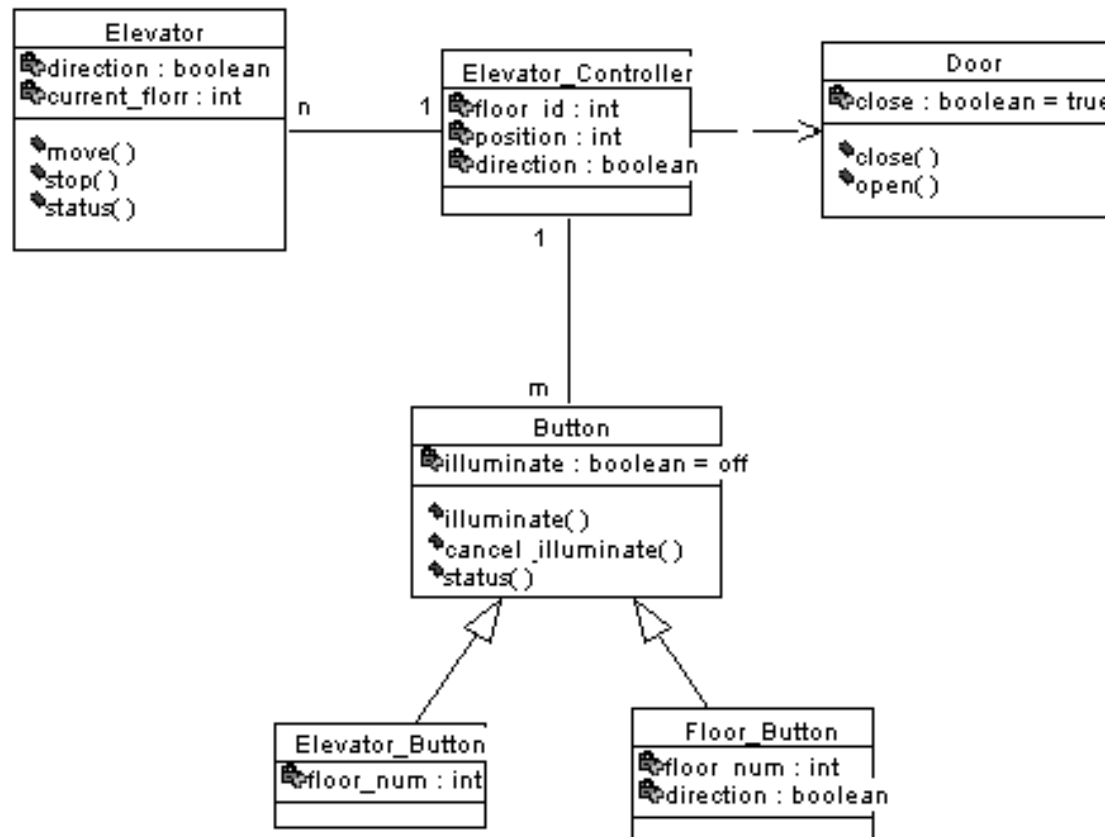 Elevator
direction : boolean
current_florr : int
move()
stop()
status()
n
1
Elevator_Controller
floor_id : int
position : int
direction : boolean
1
m
Door
close : boolean = true
close()
open()
Button
illuminate : boolean = off
illuminate()
cancel_illuminate()
status()
Elevator_Button
floor_num : int
Floor_Button
floor_num : int
direction : boolean